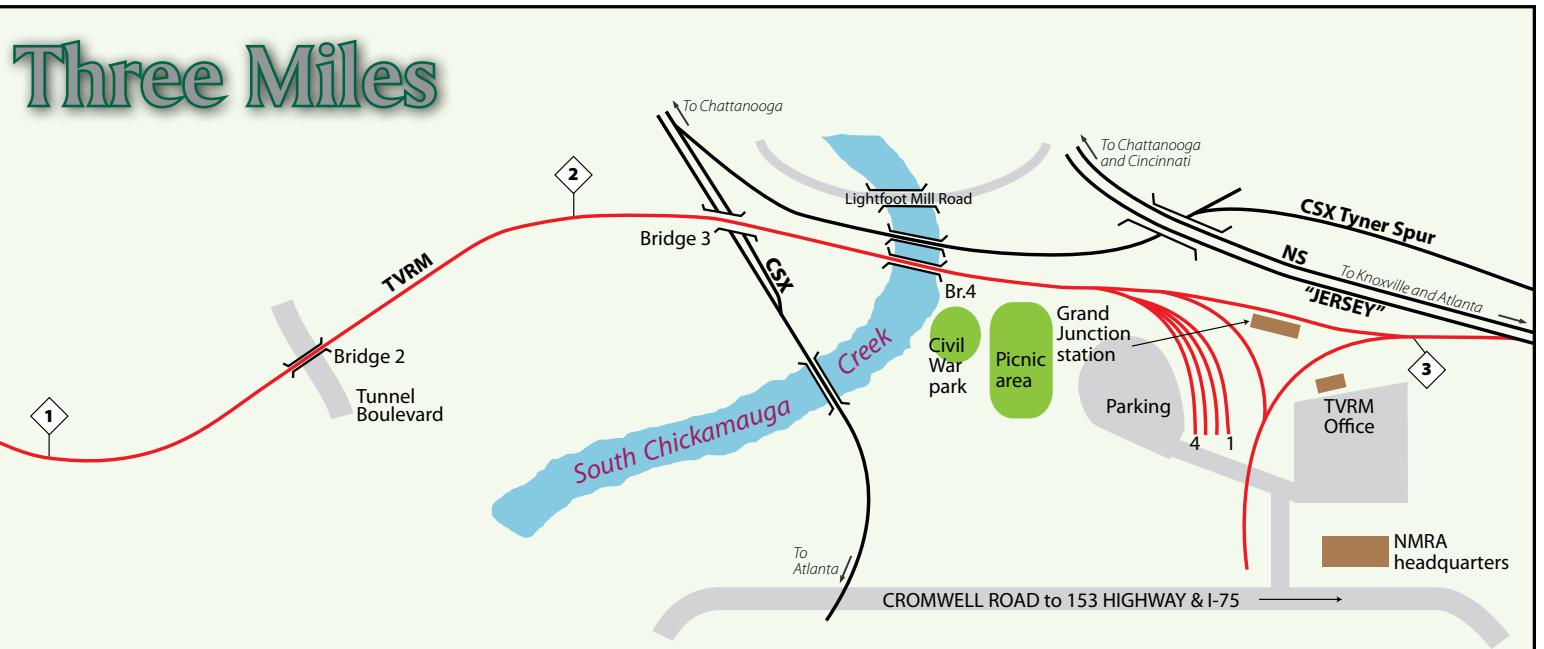 Three Miles
To Chattanooga
To Chattanooga
and Cincinnati
2
Lightfoot Mill Road
CSX Tyner Spur
Bridge 3
NS
TVRM
CSX
To Knoxville and Atlanta
"JERSEY"
Br.4
Grand
Junction
station
Civil
War
park
Picnic
area
Creek
Bridge 2
3
Tunnel
Boulevard
1
Parking
TVRM
Office
South Chickamauga
4
1
NMRA
headquarters
To
Atlanta
CROMWELL ROAD to 153 HIGHWAY & I-75